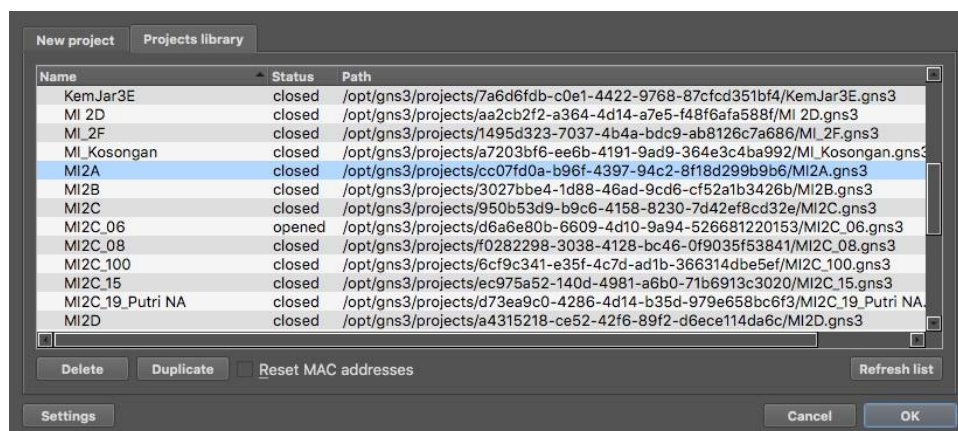 New project Projects library
Name Status Path
KemJar3E closed /opt/gns3/projects/7a6d6fdb-c0e1-4422-9768-87cfcd351bf4/KemJar3E.gns3
MI 2D closed /opt/gns3/projects/aa2cb2f2-a364-4d14-a7e5-f48f6afa588f/MI 2D.gns3
MI_2F closed /opt/gns3/projects/1495d323-7037-4b4a-bdc9-ab8126c7a686/MI_2F.gns3
MI_Kosongan closed /opt/gns3/projects/a7203bf6-ee6b-4191-9ad9-364e3c4ba992/MI_Kosongan.gns3
MI2A closed /opt/gns3/projects/cc07fd0a-b96f-4397-94c2-8f18d299b9b6/MI2A.gns3
MI2B closed /opt/gns3/projects/3027bbe4-1d88-46ad-9cd6-cf52a1b3426b/MI2B.gns3
MI2C closed /opt/gns3/projects/950b53d9-b9c6-4158-8230-7d42ef8cd32e/MI2C.gns3
MI2C_06 opened /opt/gns3/projects/d6a6e80b-6609-4d10-9a94-526681220153/MI2C_06.gns3
MI2C_08 closed /opt/gns3/projects/f0282298-3038-4128-bc46-0f9035f53841/MI2C_08.gns3
MI2C_100 closed /opt/gns3/projects/6cf9c341-e35f-4c7d-ad1b-366314dbe5ef/MI2C_100.gns3
MI2C_15 closed /opt/gns3/projects/ec975a52-140d-4981-a6b0-71b6913c3020/MI2C_15.gns3
MI2C_19_Putri NA closed /opt/gns3/projects/d73ea9c0-4286-4d14-b35d-979e658bc6f3/MI2C_19_Putri NA.
MI2D closed /opt/gns3/projects/a4315218-ce52-42f6-89f2-d6ece114da6c/MI2D.gns3
Delete Duplicate Reset MAC addresses Refresh list
Settings Cancel OK